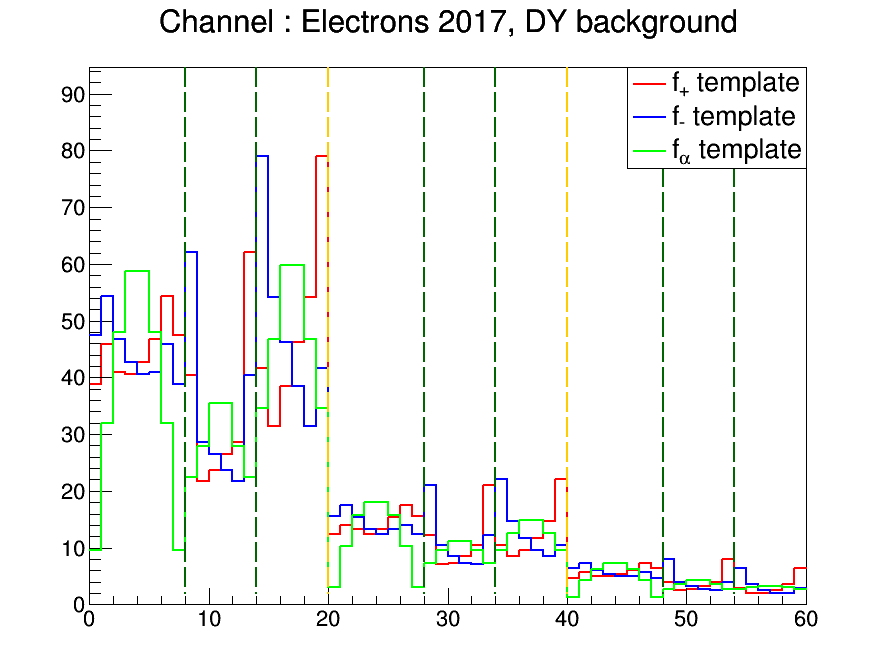 Channel : Electrons 2017, DY background
f+ template
f- template
fα template
90
80
70
60
50
40
30
20
10
0
0 10 20 30 40 50 60